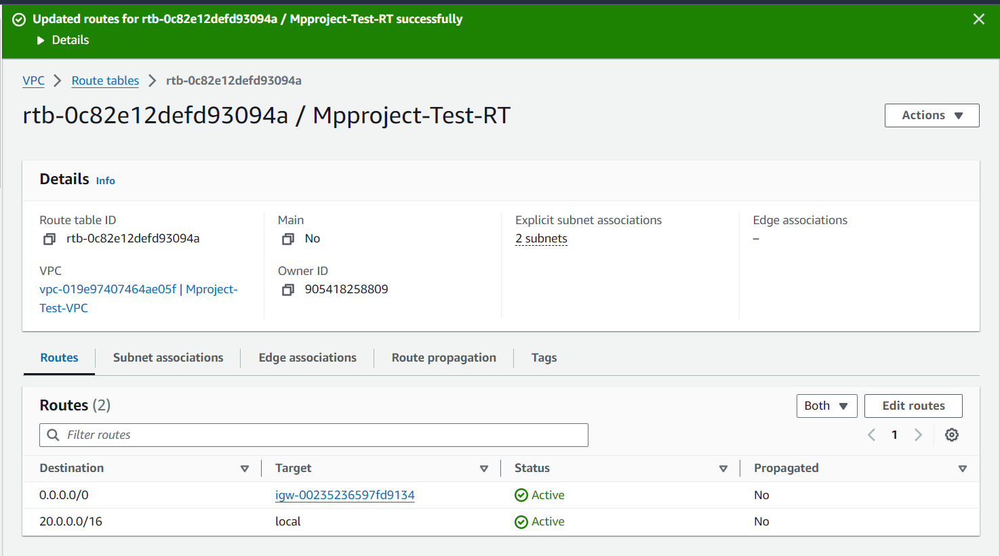 Updated routes for rtb-0c82e12defd93094a / Mpproject-Test-RT successfully
Details
VPC
Route tables
rtb-0c82e12defd93094a
rtb-0c82e12defd93094a / Mpproject-Test-RT
Actions
Details Info
Route table ID
rtb-0c82e12defd93094a
Main
No
Explicit subnet associations
2 subnets
Edge associations
–
VPC
vpc-019e97407464ae05f | Mproject-
Test-VPC
Owner ID
905418258809
Routes
Subnet associations
Edge associations
Route propagation
Tags
Routes (2)
Both
Edit routes
Filter routes
1
Destination Target Status Propagated
0.0.0.0/0 igw-00235236597fd9134 Active No
20.0.0.0/16 local Active No